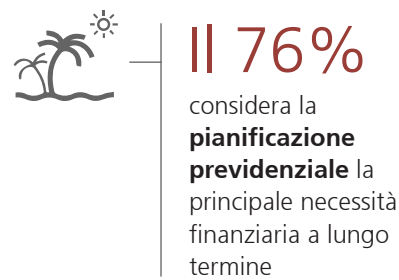 Il 76%
considera la
pianificazione
previdenziale la
principale necessità
finanziaria a lungo
termine